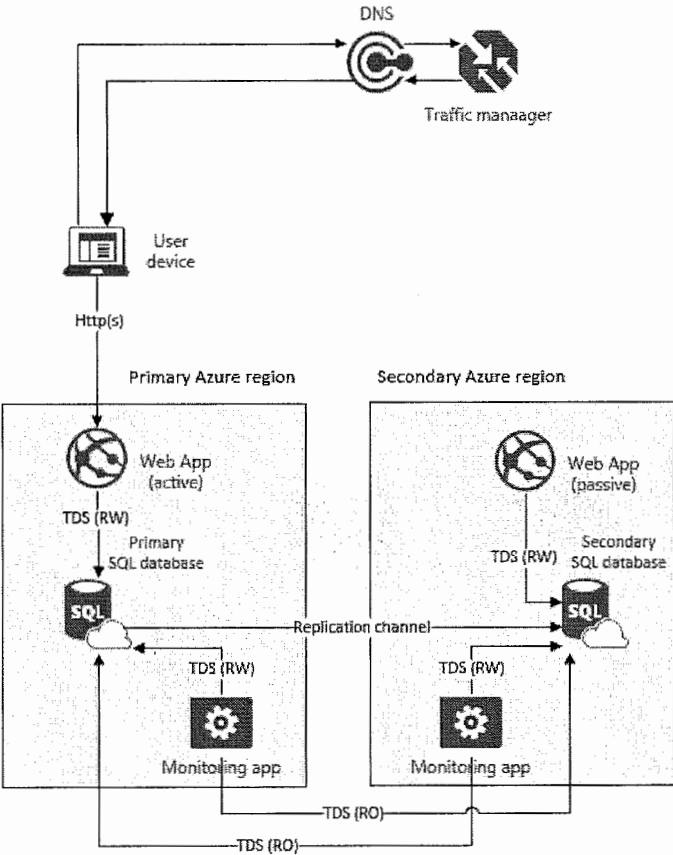 DNS
Traffic manaager
User
device
Http(s)
Primary Azure region
Secondary Azure region
Web App
(active)
Web App
(passive)
TDS (RW)
Primary
SQL database
TDS (RW)
Secondary
SQL database
SQL
SQL
Replication channel
TDS (RW)
TDS (RW)
Monitoring app
Monitoring app
TDS (RO)
TDS (RO)